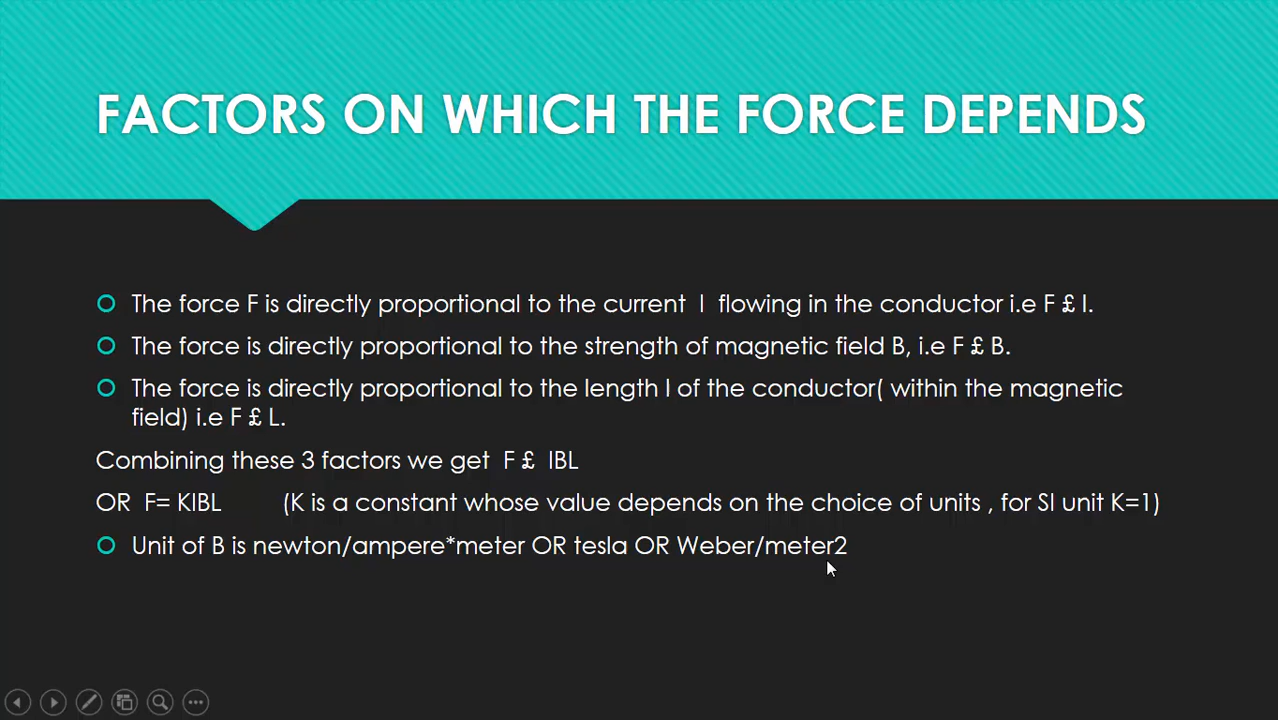 FACTORS ON WHICH THE FORCE DEPENDS
The force F is directly proportional to the current I flowing in the conductor i.e F £ I.
The force is directly proportional to the strength of magnetic field B, i.e F £ B.
The force is directly proportional to the length l of the conductor( within the magnetic
field) i.e F £ L.
Combining these 3 factors we get F £ IBL
OR F= KIBL (K is a constant whose value depends on the choice of units , for SI unit K=1)
Unit of B is newton/ampere*meter OR tesla OR Weber/meter2